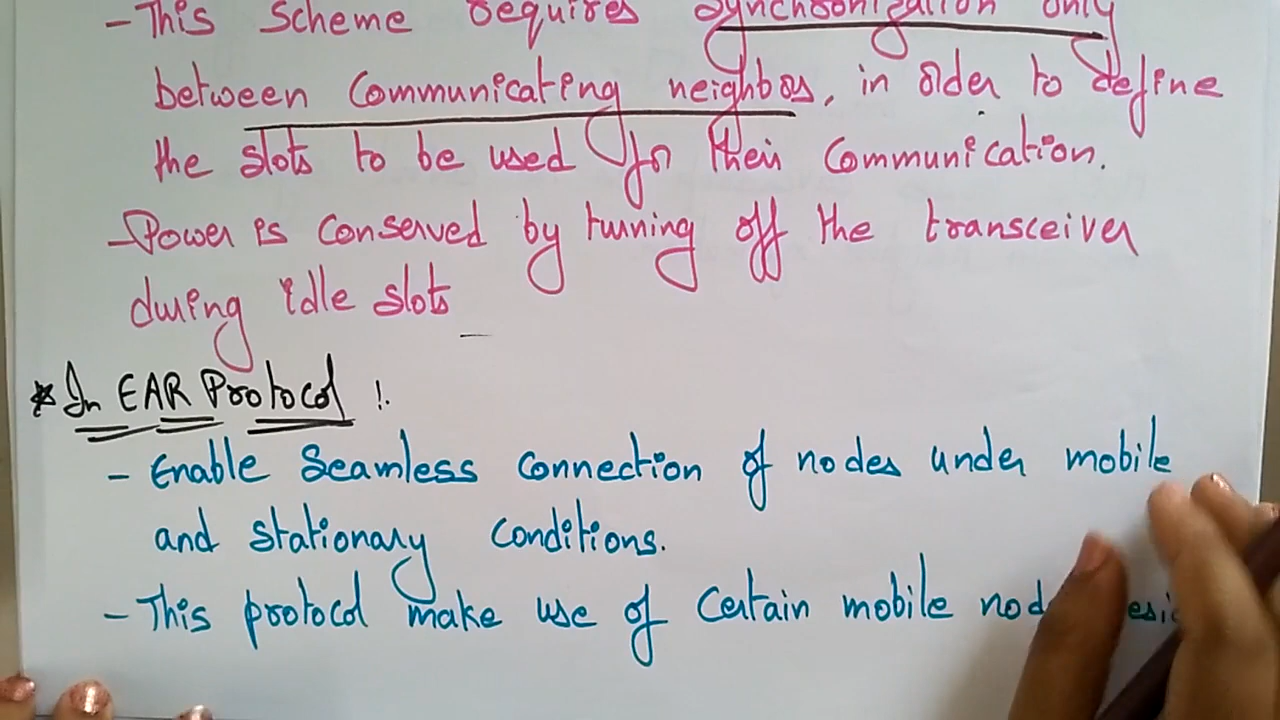 - This Scheme requires synchronization only
between Communicating neighbors, in order to define
the slots to be used for their Communication.
- Power is conserved by turning off the transceiver
during idle slots
* In EAR Protocol :
- Enable Seamless connection of nodes under mobile
and stationary conditions.
- This protocol make use of Certain mobile